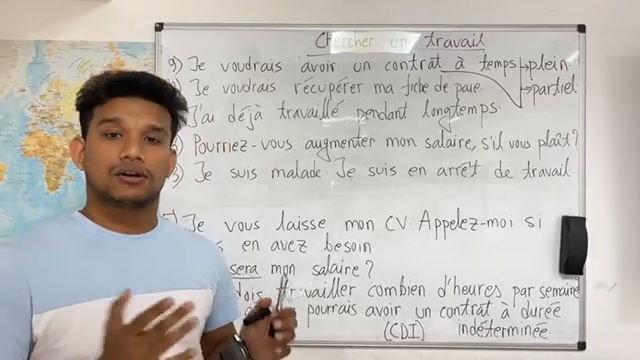 Chercher un travail
9) Je voudrais avoir un contrat à temps plein
partiel
Je voudrais récupérer ma fiche de paie.
J'ai déjà travaillé pendant longtemps.
Pourriez-vous augmenter mon salaire, s'il vous plaît?
Je suis malade. Je suis en arrêt de travail
Je vous laisse mon CV. Appelez-moi si
en avez besoin
sera mon salaire?
dois travailler combien d'heures par semaine
pourrais avoir un contrat à durée
(CDI) indéterminée